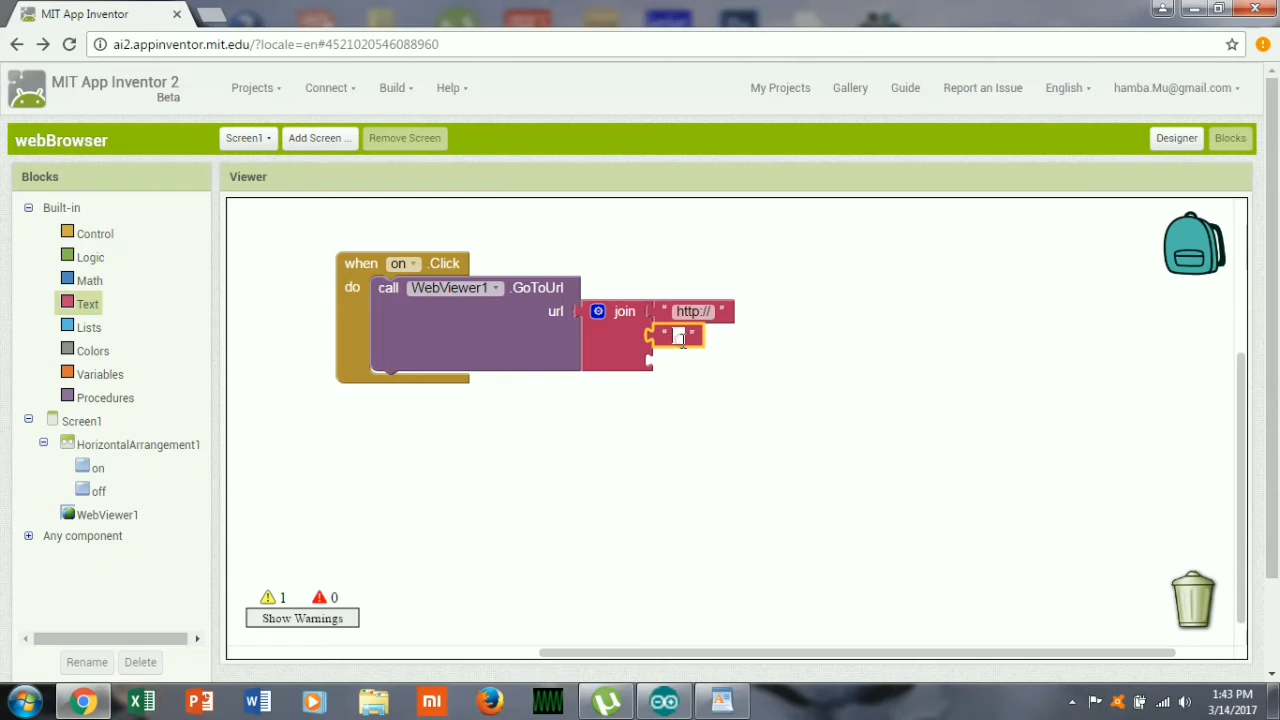 MIT App Inventor 2
ai2.appinventor.mit.edu/?locale=en#4521020546088960
MIT App Inventor 2
Beta
Projects
Connect
Build
Help
My Projects
Gallery
Guide
Report an Issue
English
hamba.Mu@gmail.com
webBrowser
Screen1
Add Screen ...
Remove Screen
Designer
Blocks
Blocks
Viewer
Built-in
Control
Logic
Math
Text
Lists
Colors
Variables
Procedures
Screen1
HorizontalArrangement1
on
off
WebViewer1
Any component
when on .Click
do call WebViewer1 .GoToUrl
url join " http:// "
" "
1 0
Show Warnings
Rename
Delete
1:43 PM
3/14/2017